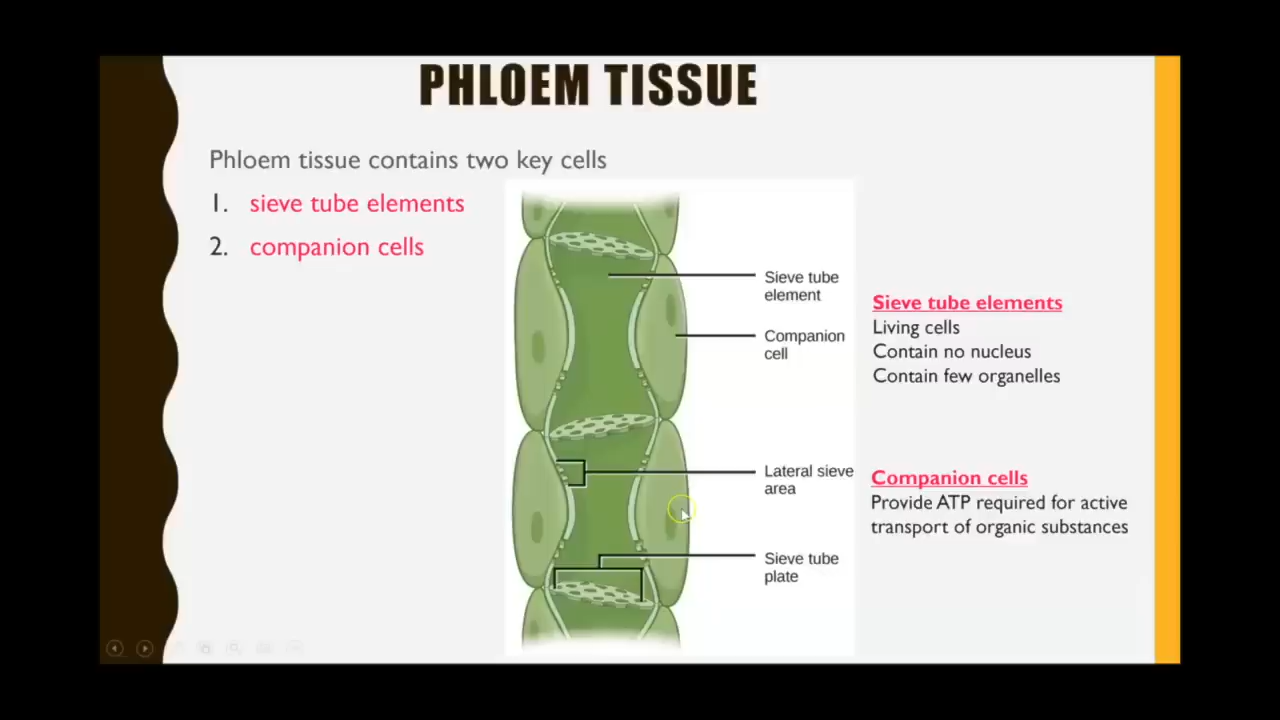 PHLOEM TISSUE
Phloem tissue contains two key cells
1. sieve tube elements
2. companion cells
Sieve tube
element
Companion
cell
Lateral sieve
area
Sieve tube
plate
Sieve tube elements
Living cells
Contain no nucleus
Contain few organelles
Companion cells
Provide ATP required for active
transport of organic substances